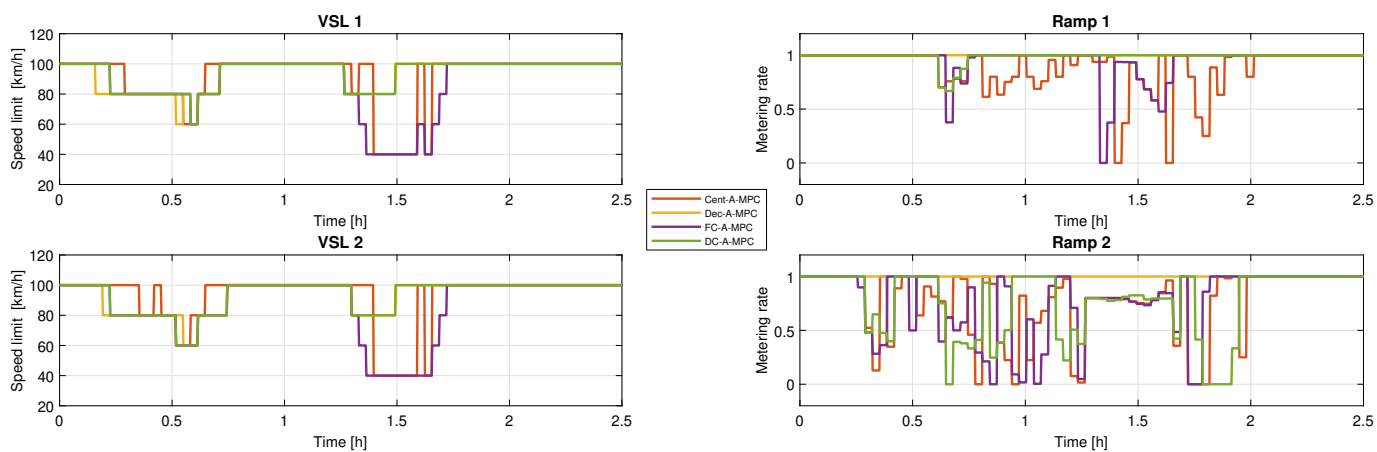 VSL 1
120
100
80
60
40
20
Speed limit [km/h]
0
0.5
1
1.5
2
2.5
Time [h]
Ramp 1
1
0.5
0
Metering rate
0
0.5
1
1.5
2
2.5
Time [h]
Cent-A-MPC
Dec-A-MPC
FC-A-MPC
DC-A-MPC
VSL 2
120
100
80
60
40
20
Speed limit [km/h]
0
0.5
1
1.5
2
2.5
Time [h]
Ramp 2
1
0.5
0
Metering rate
0
0.5
1
1.5
2
2.5
Time [h]